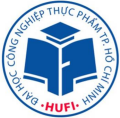 ĐẠI HỌC CÔNG NGHIỆP THỰC PHẨM TP. HỒ CHÍ MINH
HUFI